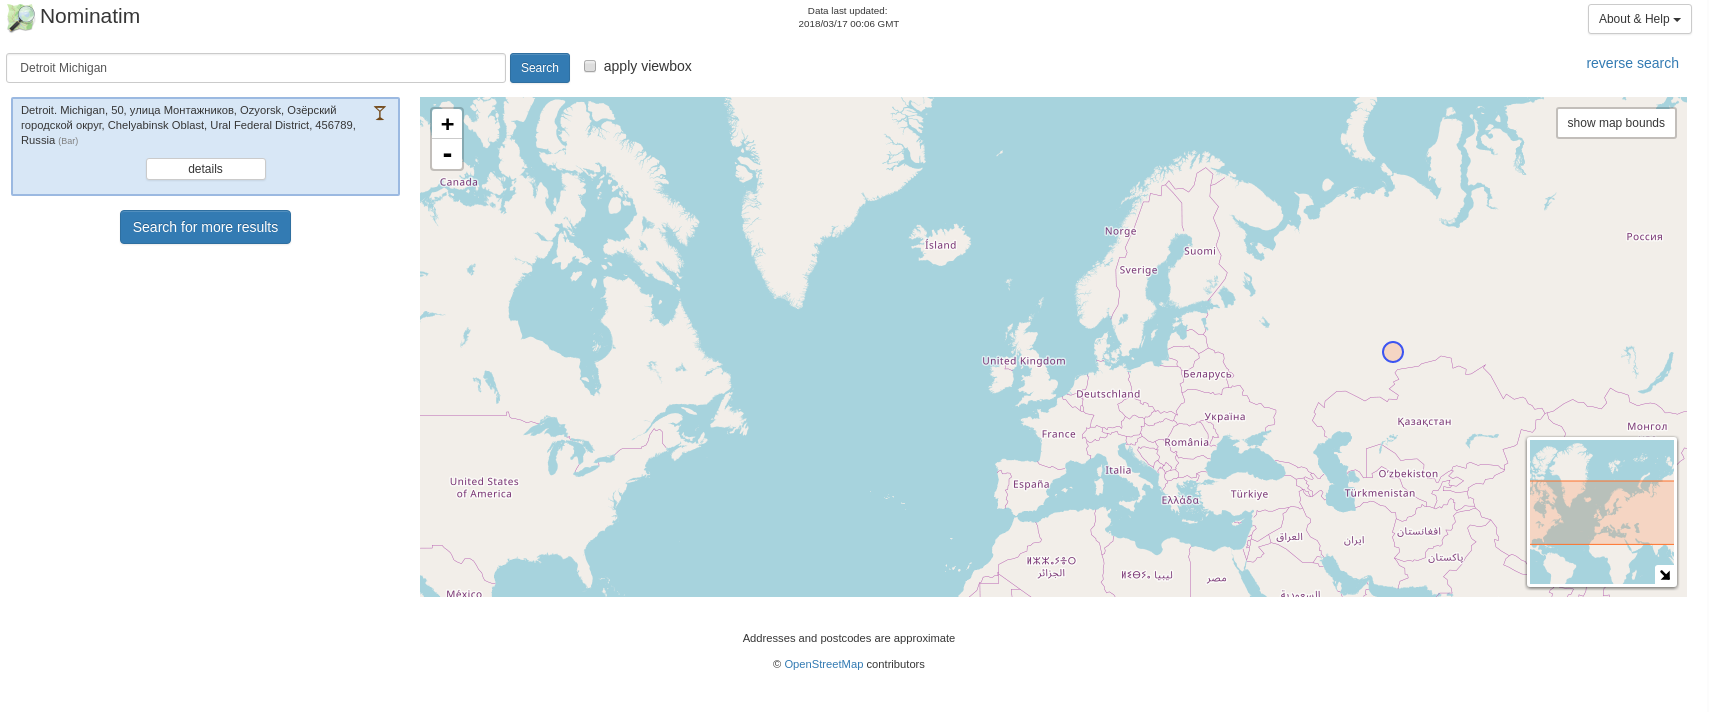 Nominatim
Data last updated:
2018/03/17 00:06 GMT
About & Help
Detroit Michigan
Search
apply viewbox
reverse search
Detroit. Michigan, 50, улица Монтажников, Ozyorsk, Озёрский
городской округ, Chelyabinsk Oblast, Ural Federal District, 456789,
Russia (Bar)
details
Search for more results
+
-
show map bounds
Canada
Norge
Ísland
Suomi
Россия
Sverige
United Kingdom
Беларусь
Deutschland
Україна
Қазақстан
Монгол
France
România
Italia
O'zbekiston
United States
of America
España
Ελλάδα
Türkiye
Türkmenistan
افغانستان
العراق
ایران
پاکستان
ⵍⵣⵣⴰⵢⴻⵔ
الجزائر
ليبيا
مصر
السعودية
México
Addresses and postcodes are approximate
© OpenStreetMap contributors